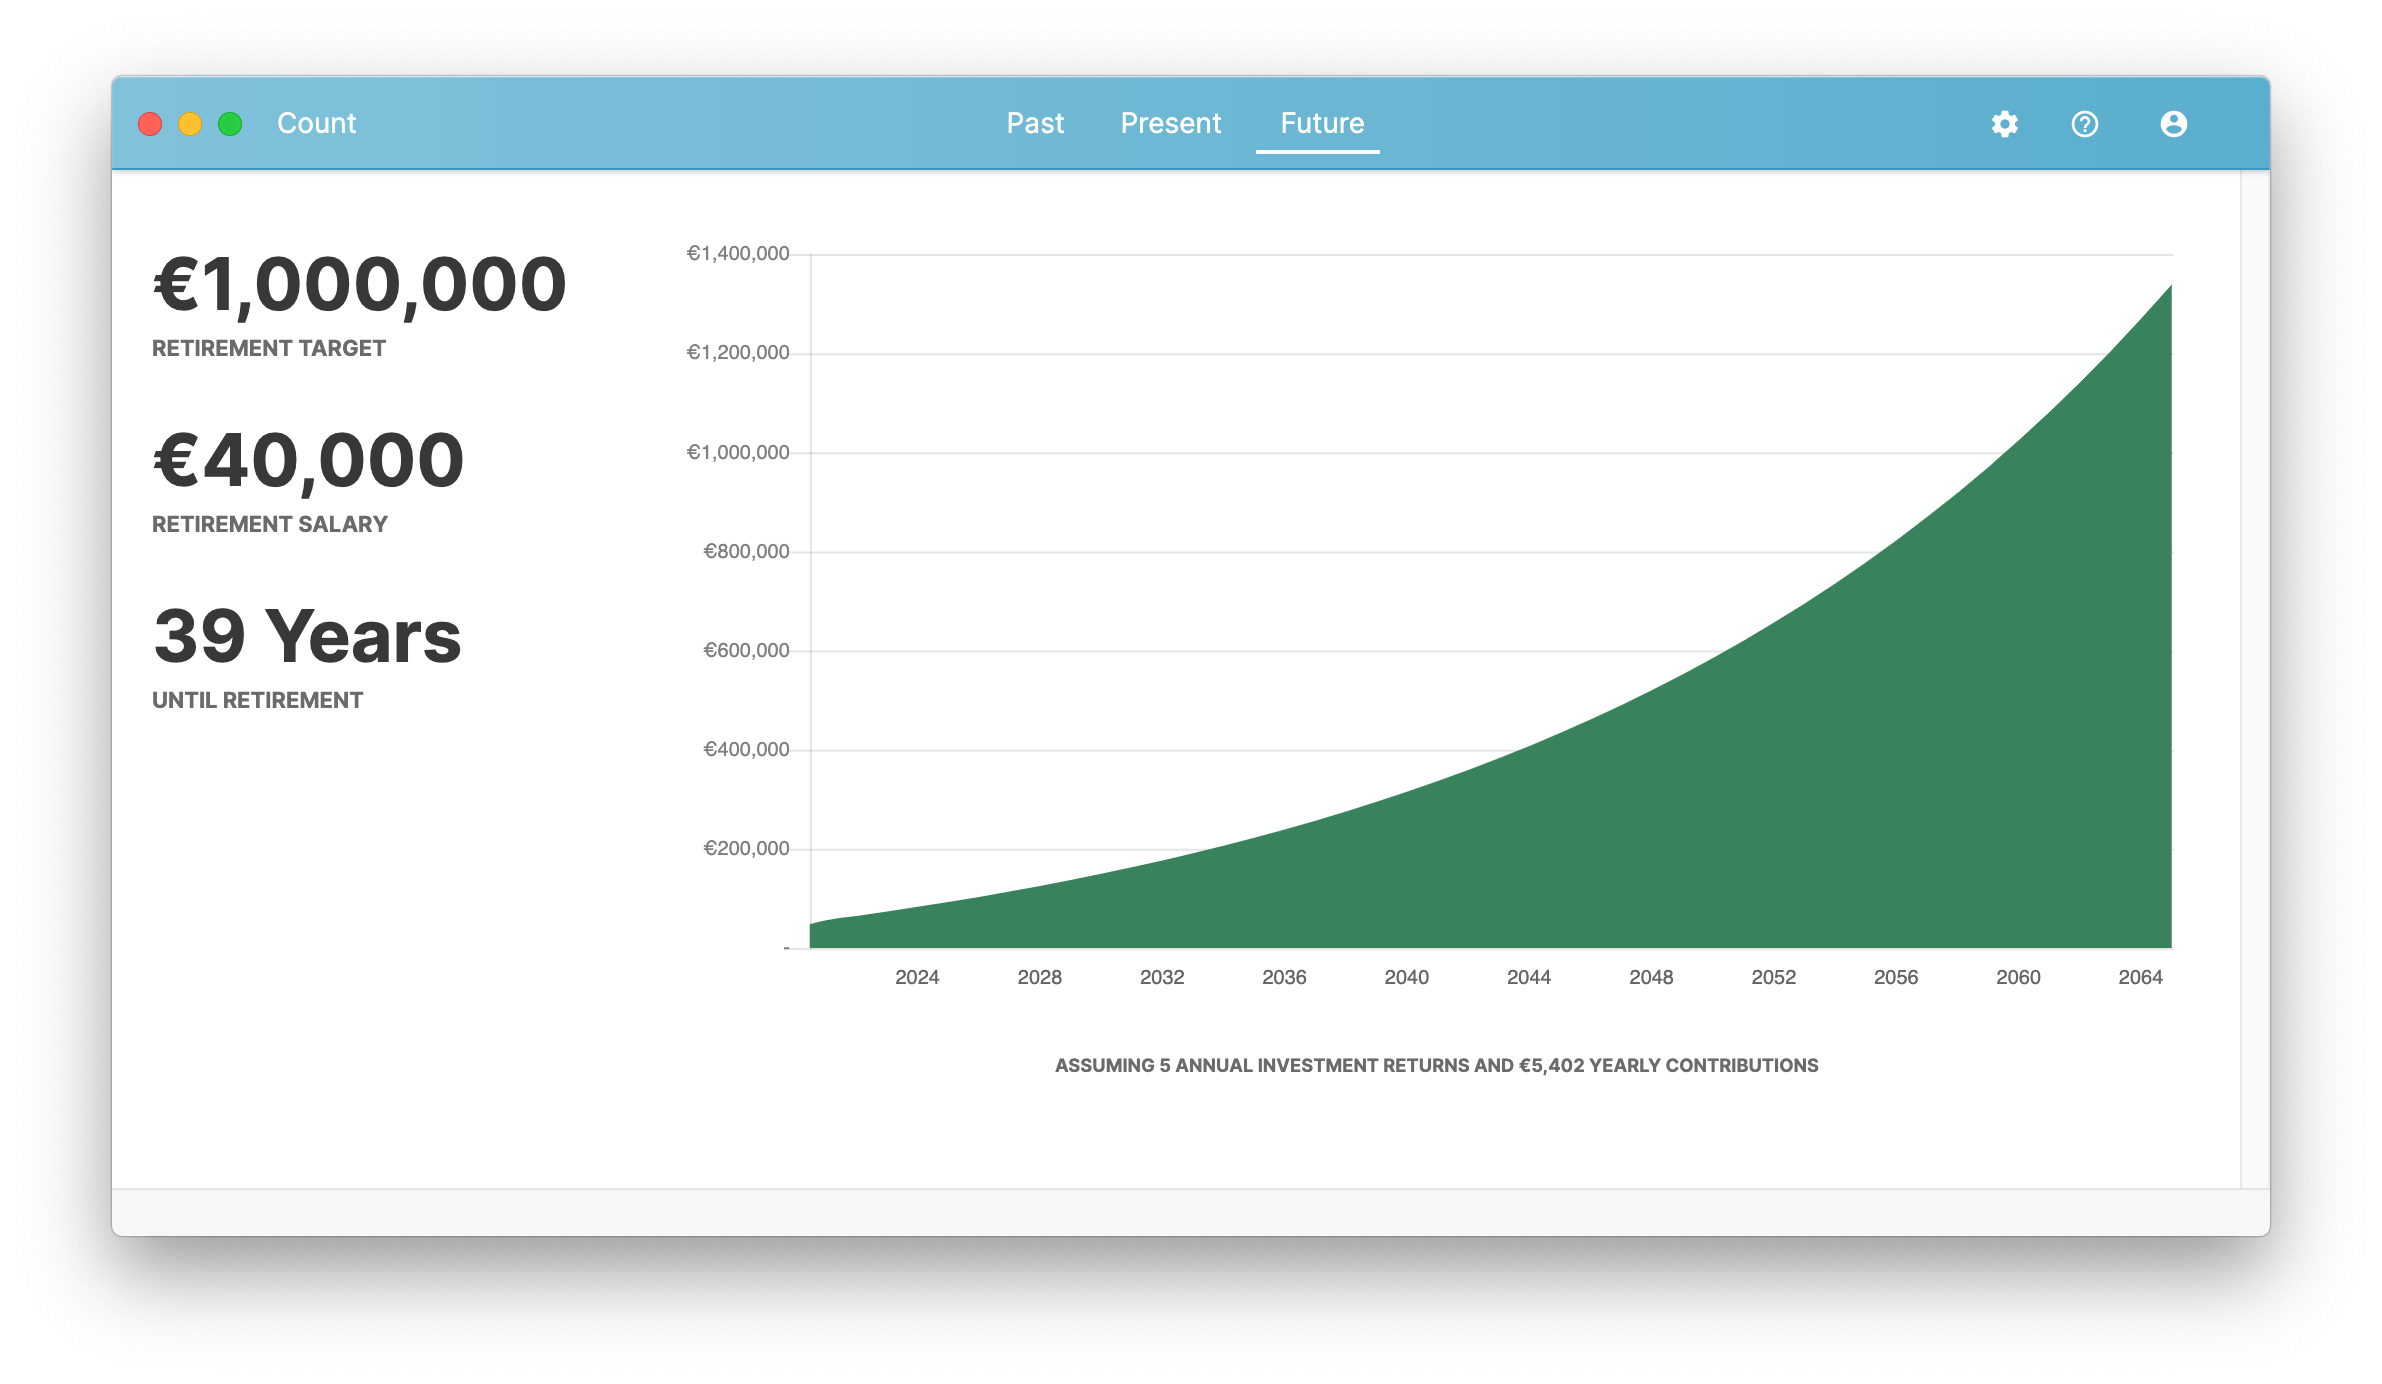 Count
Past Present Future
€1,000,000
RETIREMENT TARGET
€40,000
RETIREMENT SALARY
39 Years
UNTIL RETIREMENT
€1,400,000
€1,200,000
€1,000,000
€800,000
€600,000
€400,000
€200,000
-
2024 2028 2032 2036 2040 2044 2048 2052 2056 2060 2064
ASSUMING 5 ANNUAL INVESTMENT RETURNS AND €5,402 YEARLY CONTRIBUTIONS